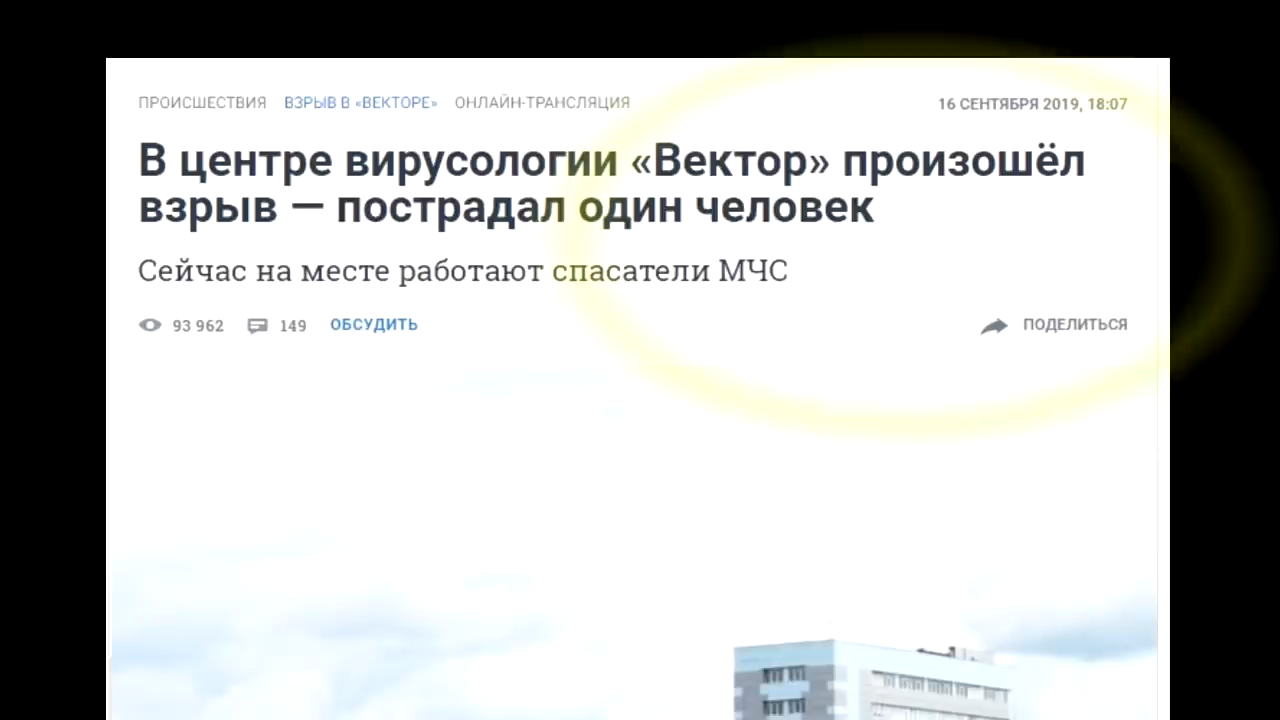 ПРОИСШЕСТВИЯ ВЗРЫВ В «ВЕКТОРЕ» ОНЛАЙН-ТРАНСЛЯЦИЯ 16 СЕНТЯБРЯ 2019, 18:07
В центре вирусологии «Вектор» произошёл
взрыв — пострадал один человек
Сейчас на месте работают спасатели МЧС
93 962 149 ОБСУДИТЬ ПОДЕЛИТЬСЯ